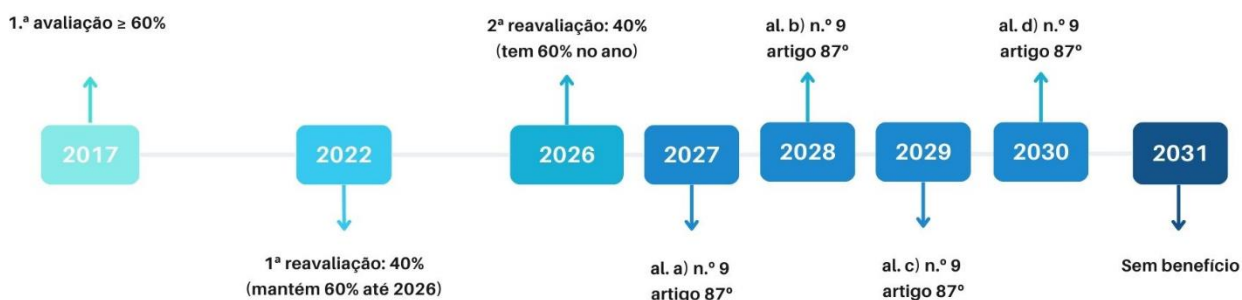 1.ª avaliação ≥ 60%
2ª reavaliação: 40%
(tem 60% no ano)
al. b) n.º 9
artigo 87º
al. d) n.º 9
artigo 87º
2017
2022
2026
2027
2028
2029
2030
2031
1ª reavaliação: 40%
(mantém 60% até 2026)
al. a) n.º 9
artigo 87º
al. c) n.º 9
artigo 87º
Sem benefício